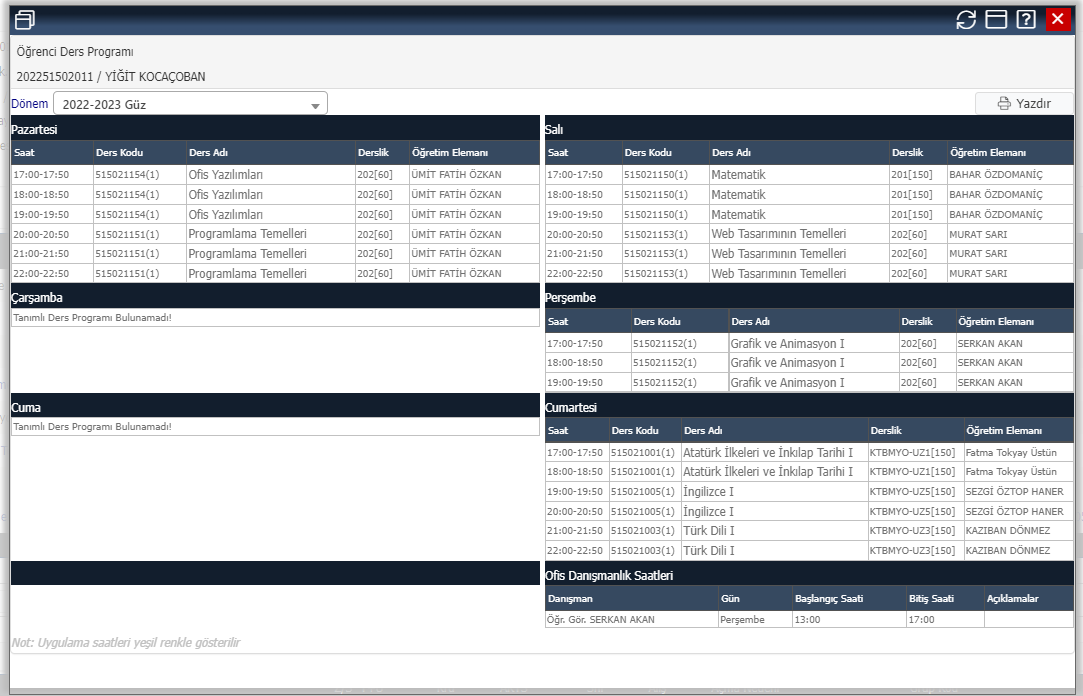 Öğrenci Ders Programı
202251502011 / YİĞİT KOCAÇOBAN
Dönem 2022-2023 Güz Yazdır
Pazartesi
Saat Ders Kodu Ders Adı Derslik Öğretim Elemanı
17:00-17:50 515021154(1) Ofis Yazılımları 202[60] ÜMİT FATİH ÖZKAN
18:00-18:50 515021154(1) Ofis Yazılımları 202[60] ÜMİT FATİH ÖZKAN
19:00-19:50 515021154(1) Ofis Yazılımları 202[60] ÜMİT FATİH ÖZKAN
20:00-20:50 515021151(1) Programlama Temelleri 202[60] ÜMİT FATİH ÖZKAN
21:00-21:50 515021151(1) Programlama Temelleri 202[60] ÜMİT FATİH ÖZKAN
22:00-22:50 515021151(1) Programlama Temelleri 202[60] ÜMİT FATİH ÖZKAN
Salı
Saat Ders Kodu Ders Adı Derslik Öğretim Elemanı
17:00-17:50 515021150(1) Matematik 201[150] BAHAR ÖZDOMANİÇ
18:00-18:50 515021150(1) Matematik 201[150] BAHAR ÖZDOMANİÇ
19:00-19:50 515021150(1) Matematik 201[150] BAHAR ÖZDOMANİÇ
20:00-20:50 515021153(1) Web Tasarımının Temelleri 202[60] MURAT SARI
21:00-21:50 515021153(1) Web Tasarımının Temelleri 202[60] MURAT SARI
22:00-22:50 515021153(1) Web Tasarımının Temelleri 202[60] MURAT SARI
Çarşamba
Tanımlı Ders Programı Bulunamadı!
Perşembe
Saat Ders Kodu Ders Adı Derslik Öğretim Elemanı
17:00-17:50 515021152(1) Grafik ve Animasyon I 202[60] SERKAN AKAN
18:00-18:50 515021152(1) Grafik ve Animasyon I 202[60] SERKAN AKAN
19:00-19:50 515021152(1) Grafik ve Animasyon I 202[60] SERKAN AKAN
Cuma
Tanımlı Ders Programı Bulunamadı!
Cumartesi
Saat Ders Kodu Ders Adı Derslik Öğretim Elemanı
17:00-17:50 515021001(1) Atatürk İlkeleri ve İnkılap Tarihi I KTBMYO-UZ1[150] Fatma Tokyay Üstün
18:00-18:50 515021001(1) Atatürk İlkeleri ve İnkılap Tarihi I KTBMYO-UZ1[150] Fatma Tokyay Üstün
19:00-19:50 515021005(1) İngilizce I KTBMYO-UZ5[150] SEZGİ ÖZTOP HANER
20:00-20:50 515021005(1) İngilizce I KTBMYO-UZ5[150] SEZGİ ÖZTOP HANER
21:00-21:50 515021003(1) Türk Dili I KTBMYO-UZ3[150] KAZIBAN DÖNMEZ
22:00-22:50 515021003(1) Türk Dili I KTBMYO-UZ3[150] KAZIBAN DÖNMEZ
Ofis Danışmanlık Saatleri
Danışman Gün Başlangıç Saati Bitiş Saati Açıklamalar
Öğr. Gör. SERKAN AKAN Perşembe 13:00 17:00
Not: Uygulama saatleri yeşil renkle gösterilir